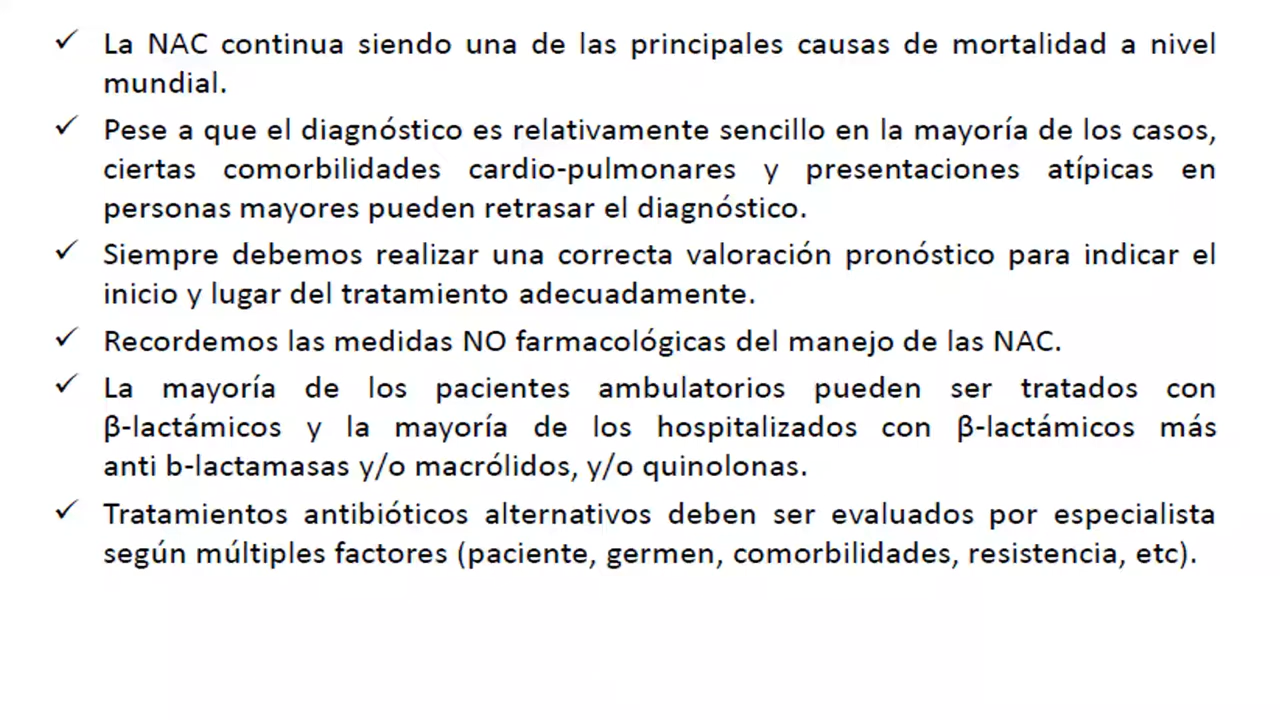 ✓ La NAC continua siendo una de las principales causas de mortalidad a nivel
mundial.
✓ Pese a que el diagnóstico es relativamente sencillo en la mayoría de los casos,
ciertas comorbilidades cardio-pulmonares y presentaciones atípicas en
personas mayores pueden retrasar el diagnóstico.
✓ Siempre debemos realizar una correcta valoración pronóstico para indicar el
inicio y lugar del tratamiento adecuadamente.
✓ Recordemos las medidas NO farmacológicas del manejo de las NAC.
✓ La mayoría de los pacientes ambulatorios pueden ser tratados con
β-lactámicos y la mayoría de los hospitalizados con β-lactámicos más
anti b-lactamasas y/o macrólidos, y/o quinolonas.
✓ Tratamientos antibióticos alternativos deben ser evaluados por especialista
según múltiples factores (paciente, germen, comorbilidades, resistencia, etc).